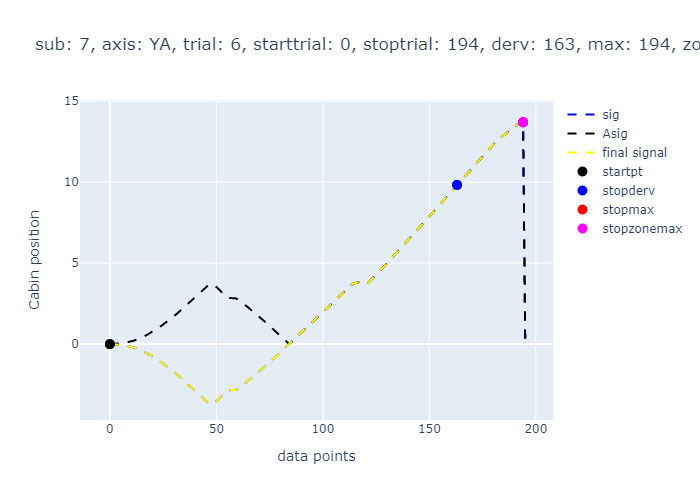 sub: 7, axis: YA, trial: 6, starttrial: 0, stoptrial: 194, derv: 163, max: 194,
15
10
5
0
Cabin position
0 50 100 150 200
data points
sig
Asig
final signal
startpt
stopderv
stopmax
stopzonemax